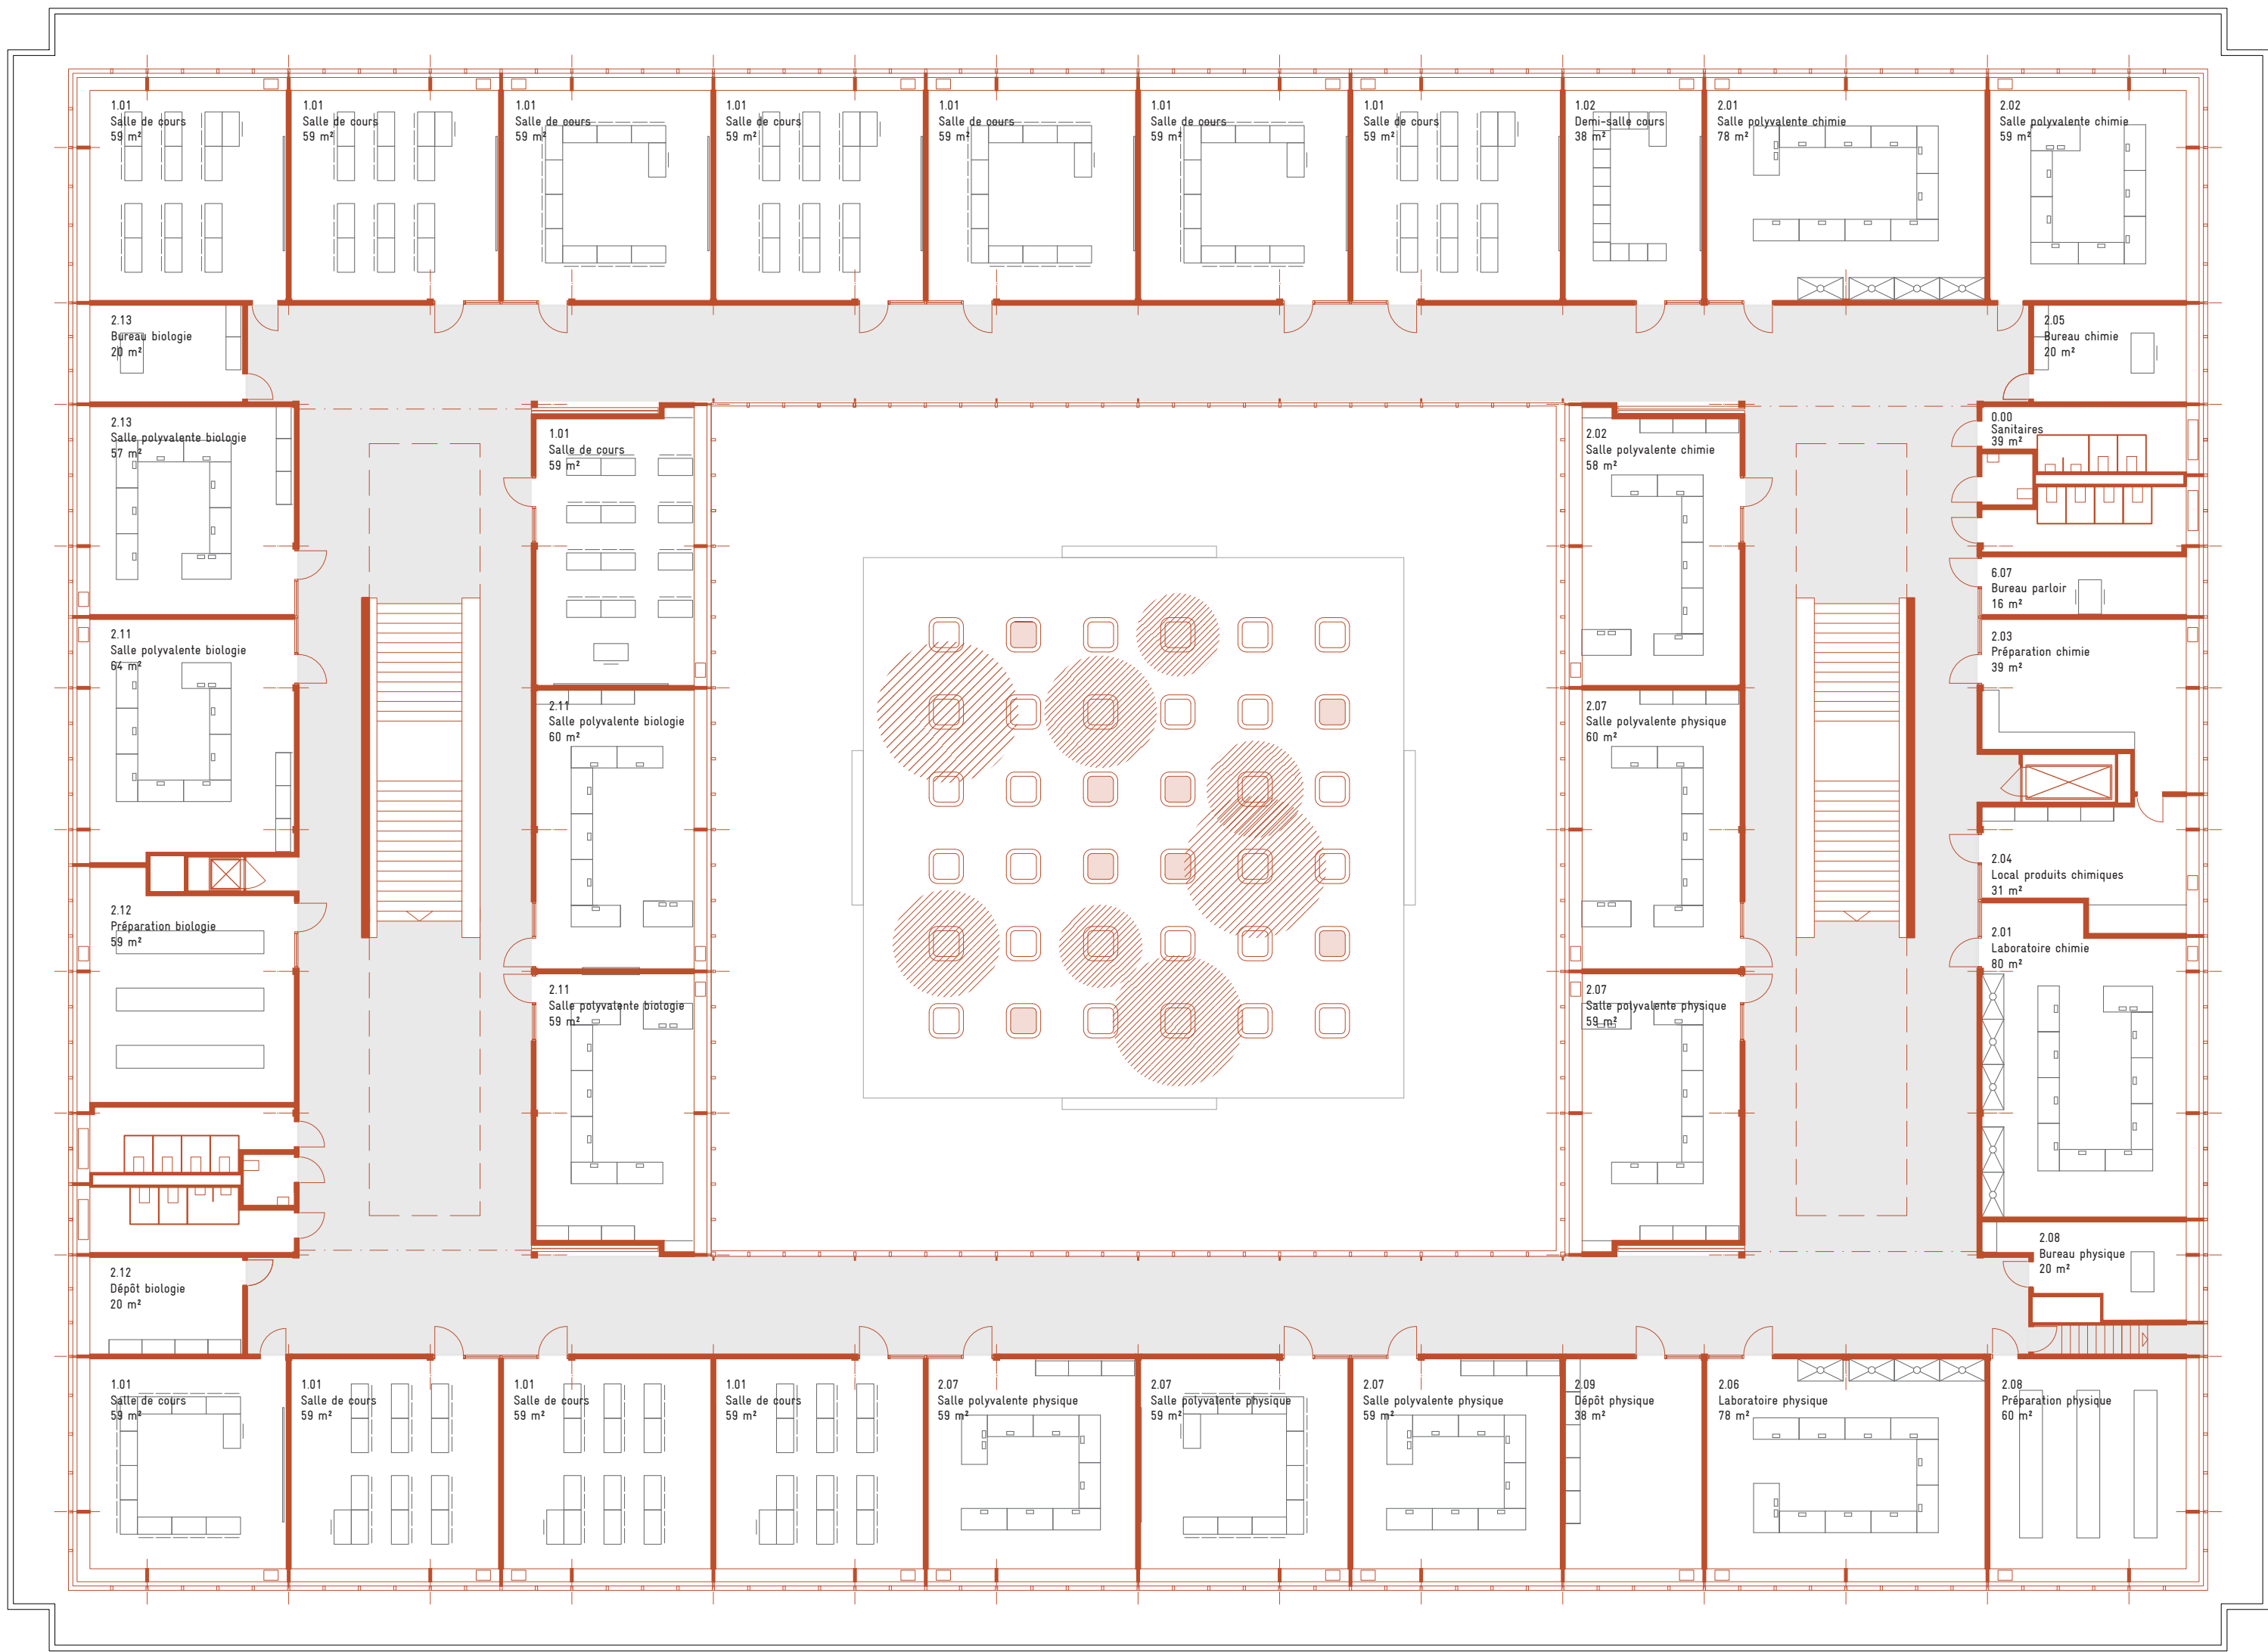 1.01
Salle de cours
59 m²
1.01
Salle de cours
59 m²
1.01
Salle de cours
59 m²
1.01
Salle de cours
59 m²
1.01
Salle de cours
59 m²
1.01
Salle de cours
59 m²
1.01
Salle de cours
59 m²
1.02
Demi-salle cours
38 m²
2.01
Salle polyvalente chimie
78 m²
2.02
Salle polyvalente chimie
59 m²
2.13
Bureau biologie
20 m²
2.05
Bureau chimie
20 m²
2.13
Salle polyvalente biologie
57 m²
1.01
Salle de cours
59 m²
2.02
Salle polyvalente chimie
58 m²
0.00
Sanitaires
39 m²
6.07
Bureau parloir
16 m²
2.11
Salle polyvalente biologie
64 m²
2.03
Préparation chimie
39 m²
2.11
Salle polyvalente biologie
60 m²
2.07
Salle polyvalente physique
60 m²
2.04
Local produits chimiques
31 m²
2.12
Préparation biologie
59 m²
2.01
Laboratoire chimie
80 m²
2.11
Salle polyvalente biologie
59 m²
2.07
Salle polyvalente physique
59 m²
2.08
Bureau physique
20 m²
2.12
Dépôt biologie
20 m²
1.01
Salle de cours
59 m²
1.01
Salle de cours
59 m²
1.01
Salle de cours
59 m²
1.01
Salle de cours
59 m²
2.07
Salle polyvalente physique
59 m²
2.07
Salle polyvalente physique
59 m²
2.07
Salle polyvalente physique
59 m²
2.09
Dépôt physique
38 m²
2.06
Laboratoire physique
78 m²
2.08
Préparation physique
60 m²